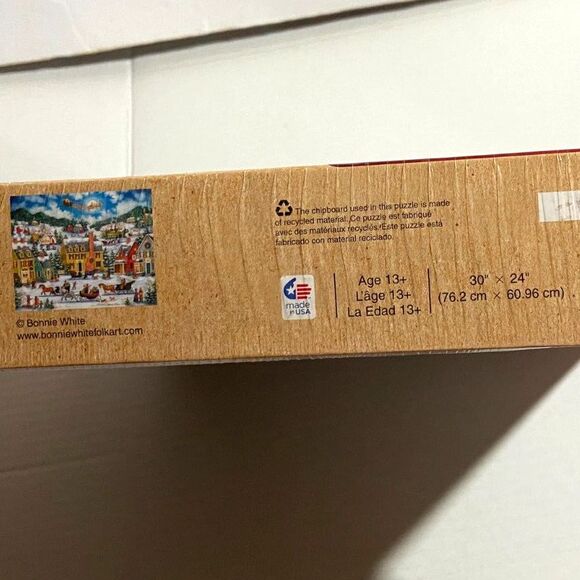 The chipboard used in this puzzle is made
of recycled material. Ce puzzle est fabriqué
avec des matériaux recyclés. Este puzzle está
fabricado con material reciclado.
made
in USA
Age 13+
L'âge 13+
La Edad 13+
30" × 24"
(76.2 cm × 60.96 cm)
© Bonnie White
www.bonniewhitefolkart.com